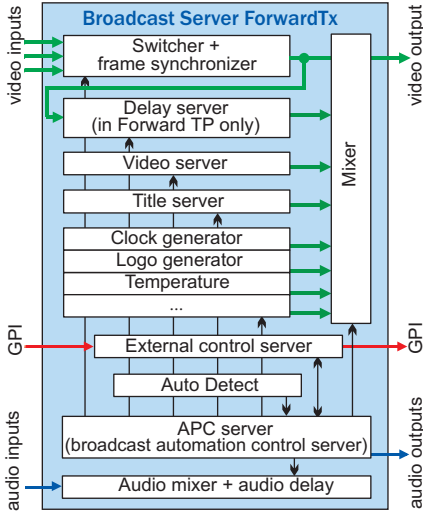 Broadcast Server ForwardTx
video inputs
Switcher +
frame synchronizer
video output
Delay server
(in Forward TP only)
Mixer
Video server
Title server
Clock generator
Logo generator
Temperature
...
GPI
External control server
GPI
Auto Detect
audio inputs
APC server
(broadcast automation control server)
audio outputs
Audio mixer + audio delay